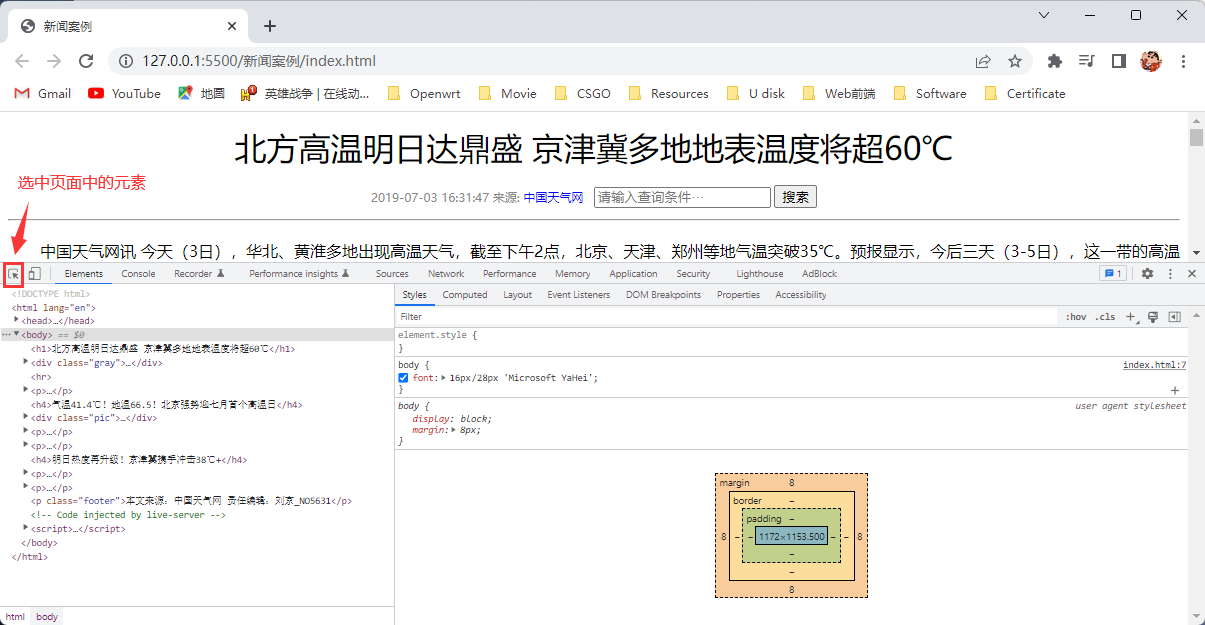 新闻案例
127.0.0.1:5500/新闻案例/index.html
Gmail YouTube 地图 英雄战争 | 在线动... Openwrt Movie CSGO Resources U disk Web前端 Software Certificate
北方高温明日达鼎盛 京津冀多地地表温度将超60℃
选中页面中的元素
2019-07-03 16:31:47 来源: 中国天气网 请输入查询条件… 搜索
中国天气网讯 今天（3日），华北、黄淮多地出现高温天气，截至下午2点，北京、天津、郑州等地气温突破35℃。预报显示，今后三天（3-5日），这一带的高温
Elements Console Recorder Performance insights Sources Network Performance Memory Application Security Lighthouse AdBlock 1
<!DOCTYPE html>
<html lang="en">
<head>…</head>
<body> == $0
<h1>北方高温明日达鼎盛 京津冀多地地表温度将超60℃</h1>
<div class="gray">…</div>
<hr>
<p>…</p>
<h4>气温41.4℃！地温66.5！北京强势迎七月首个高温日</h4>
<div class="pic">…</div>
<p>…</p>
<p>…</p>
<h4>明日热度再升级！京津冀携手冲击38℃+</h4>
<p>…</p>
<p>…</p>
<p class="footer">本文来源：中国天气网 责任编辑：刘京_NO5631</p>
<!-- Code injected by live-server -->
<script>…</script>
</body>
</html>
html body
Styles Computed Layout Event Listeners DOM Breakpoints Properties Accessibility
Filter :hov .cls
element.style {
}
body { index.html:7
font: 16px/28px 'Microsoft YaHei';
}
body { user agent stylesheet
display: block;
margin: 8px;
}
margin 8
border –
padding –
8 – – 1172×1153.500 – – 8
–
–
8